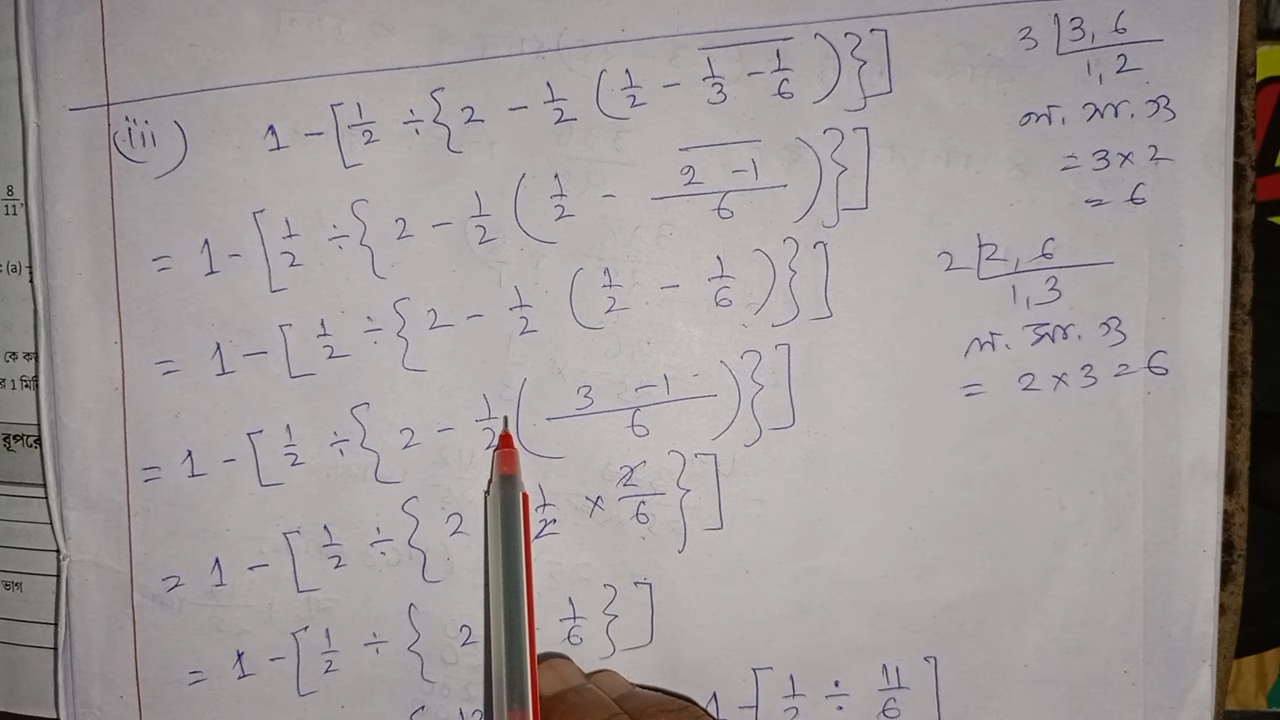 (iii) 1 - [1/2 ÷ {2 - 1/2 (1/2 - \overline{1/3 - 1/6})}]
= 1 - [1/2 ÷ {2 - 1/2 (1/2 - \overline{2 - 1}/6)}]
= 1 - [1/2 ÷ {2 - 1/2 (1/2 - 1/6)}]
= 1 - [1/2 ÷ {2 - 1/2 (3 - 1/6)}]
= 1 - [1/2 ÷ {2 1/2 × 2/6}]
= 1 - [1/2 ÷ {2 1/6}]
1 - [1/2 ÷ 11/6]
3 | 3, 6
1, 2
ল. সা. গু
= 3 × 2
= 6
2 | 2, 6
1, 3
ল. সা. গু
= 2 × 3 = 6
8/11,
: (a)
কে
র 1 মি
রূপরে
ভাগ